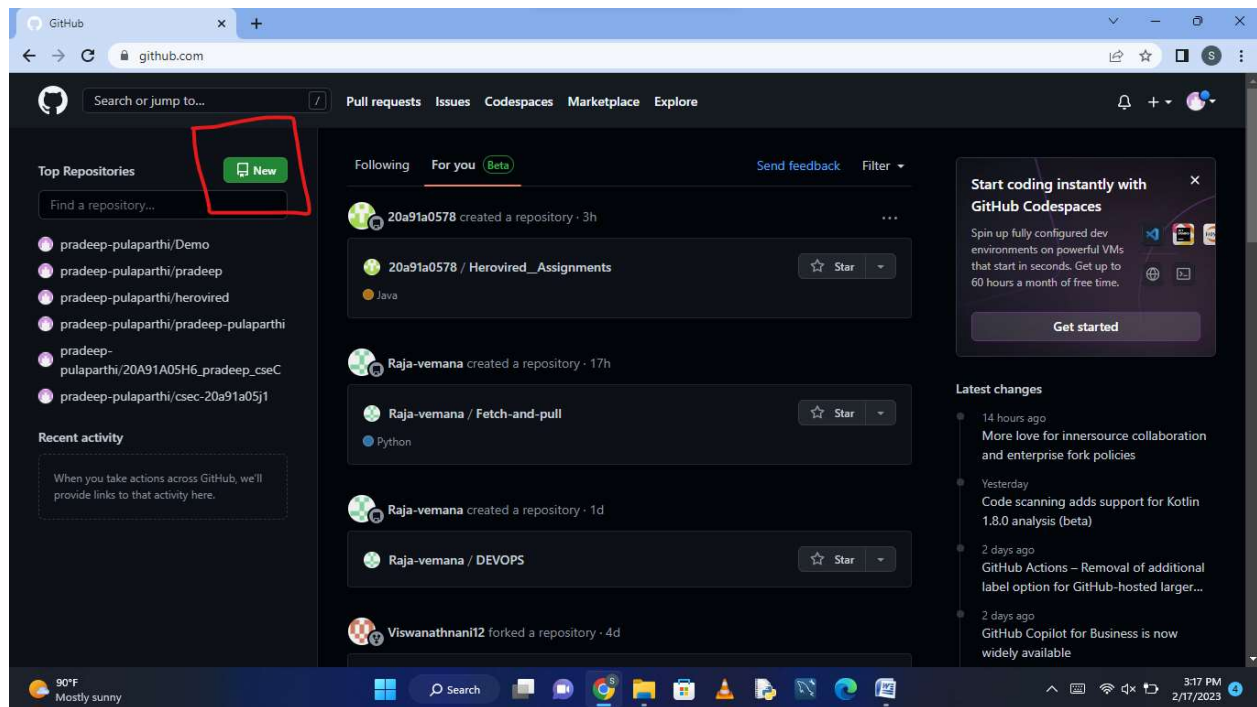 GitHub
github.com
S
Search or jump to...
/
Pull requests Issues Codespaces Marketplace Explore
Top Repositories
New
Find a repository...
pradeep-pulaparthi/Demo
pradeep-pulaparthi/pradeep
pradeep-pulaparthi/herovired
pradeep-pulaparthi/pradeep-pulaparthi
pradeep-
pulaparthi/20A91A05H6_pradeep_cseC
pradeep-pulaparthi/csec-20a91a05j1
Recent activity
When you take actions across GitHub, we'll
provide links to that activity here.
Following For you Beta
Send feedback Filter
20a91a0578 created a repository · 3h
20a91a0578 / Herovired__Assignments
Star
Java
Raja-vemana created a repository · 17h
Raja-vemana / Fetch-and-pull
Star
Python
Raja-vemana created a repository · 1d
Raja-vemana / DEVOPS
Star
Viswanathnani12 forked a repository · 4d
Start coding instantly with
GitHub Codespaces
Spin up fully configured dev
environments on powerful VMs
that start in seconds. Get up to
60 hours a month of free time.
Get started
Latest changes
14 hours ago
More love for innersource collaboration
and enterprise fork policies
Yesterday
Code scanning adds support for Kotlin
1.8.0 analysis (beta)
2 days ago
GitHub Actions – Removal of additional
label option for GitHub-hosted larger...
2 days ago
GitHub Copilot for Business is now
widely available
90°F
Mostly sunny
Search
S
3:17 PM
2/17/2023
4